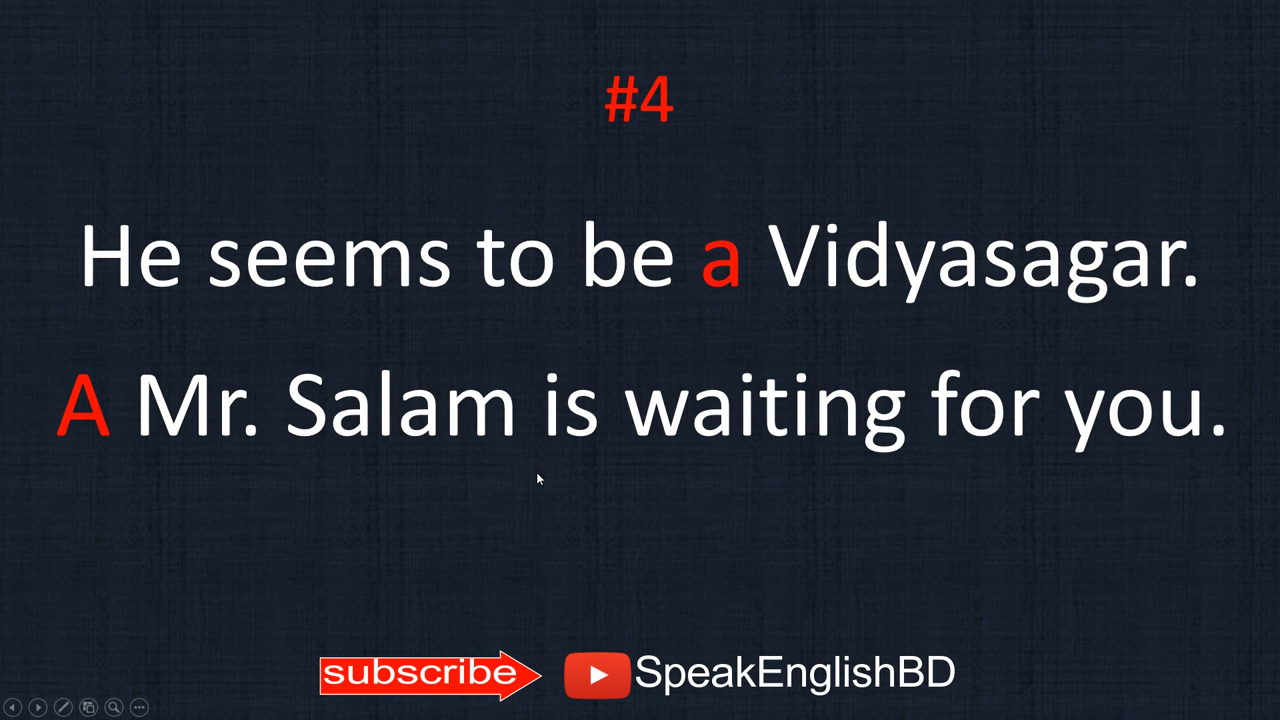 #4
He seems to be a Vidyasagar.
A Mr. Salam is waiting for you.
subscribe SpeakEnglishBD